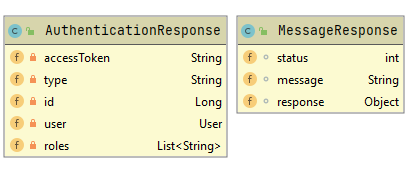 AuthenticationResponse
accessToken String
type String
id Long
user User
roles List<String>
MessageResponse
status int
message String
response Object